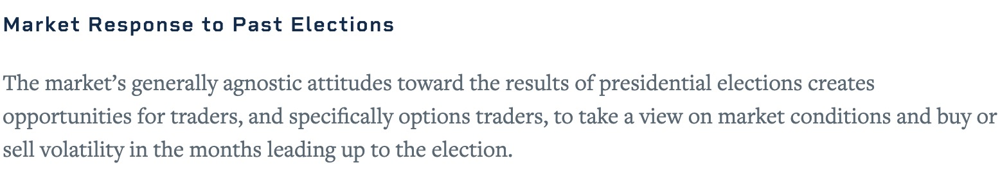 Market Response to Past Elections
The market’s generally agnostic attitudes toward the results of presidential elections creates
opportunities for traders, and specifically options traders, to take a view on market conditions and buy or
sell volatility in the months leading up to the election.